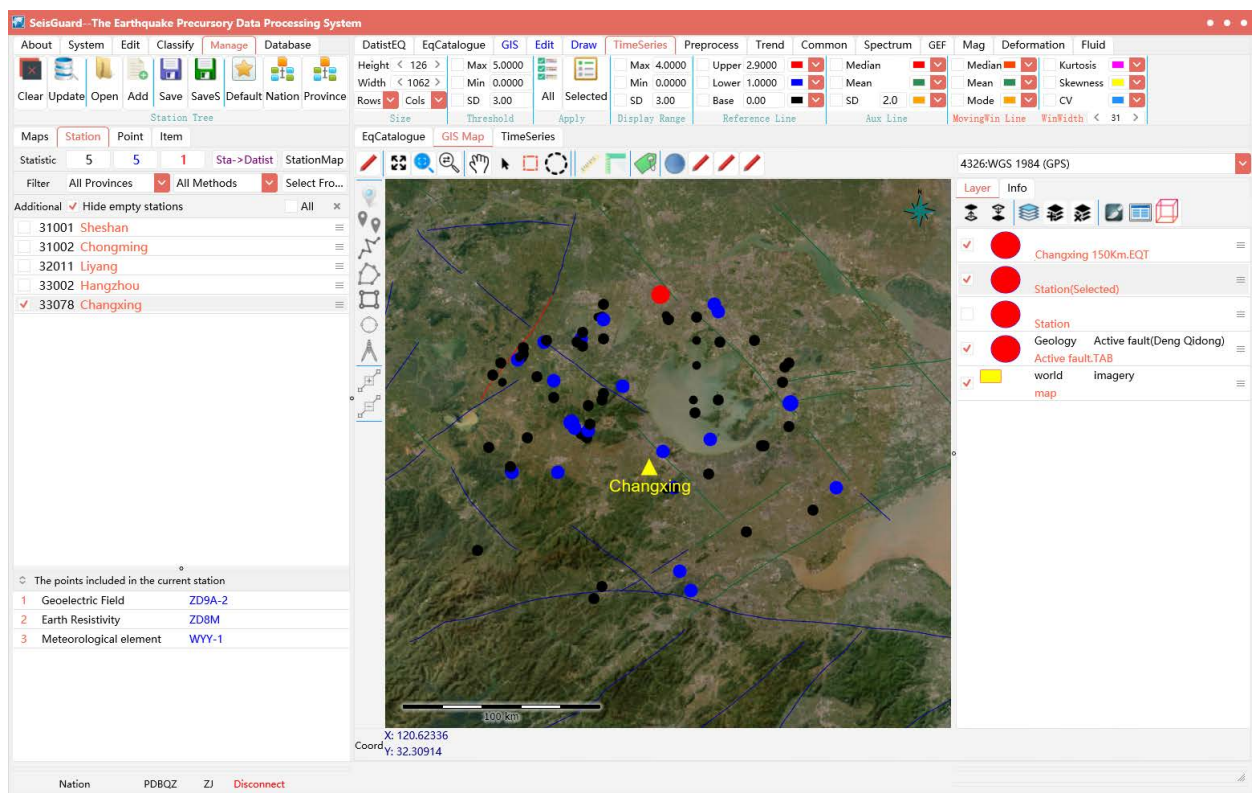 SeisGuard--The Earthquake Precursory Data Processing System
About System Edit Classify Manage Database
DatistEQ EqCatalogue GIS Edit Draw TimeSeries Preprocess Trend Common Spectrum GEF Mag Deformation Fluid
Height < 126 > Max 5.0000 Max 4.0000 Upper 2.9000 Median Median Kurtosis
Width < 1062 > Min 0.0000 Min 0.0000 Lower 1.0000 Mean Mean Skewness
Clear Update Open Add Save SaveS Default Nation Province
Rows Cols SD 3.00 All Selected SD 3.00 Base 0.00 SD 2.0 Mode CV
Station Tree
Size Threshold Apply Display Range Reference Line Aux Line MovingWin Line WinWidth < 31 >
Maps Station Point Item
EqCatalogue GIS Map TimeSeries
Statistic 5 5 1 Sta->Datist StationMap
4326:WGS 1984 (GPS)
Filter All Provinces All Methods Select Fro...
Layer Info
Additional Hide empty stations All ×
31001 Sheshan
31002 Chongming
32011 Liyang
33002 Hangzhou
33078 Changxing
N
Changxing
100 km
Changxing 150Km.EQT
Station(Selected)
Station
Geology Active fault(Deng Qidong)
Active fault.TAB
world imagery
map
The points included in the current station
1 Geoelectric Field ZD9A-2
2 Earth Resistivity ZD8M
3 Meteorological element WYY-1
Coord X: 120.62336
Y: 32.30914
Nation PDBQZ ZJ Disconnect